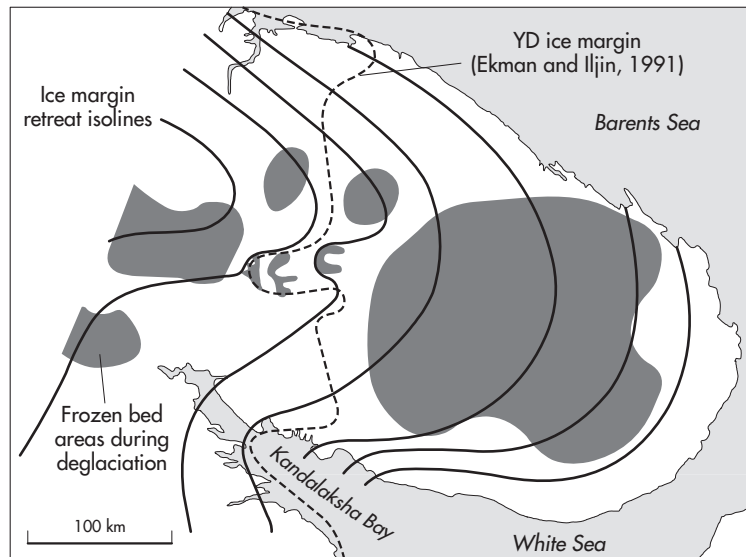 YD ice margin
(Ekman and Iljin, 1991)
Ice margin
retreat isolines
Barents Sea
Frozen bed
areas during
deglaciation
Kandalaksha Bay
100 km
White Sea